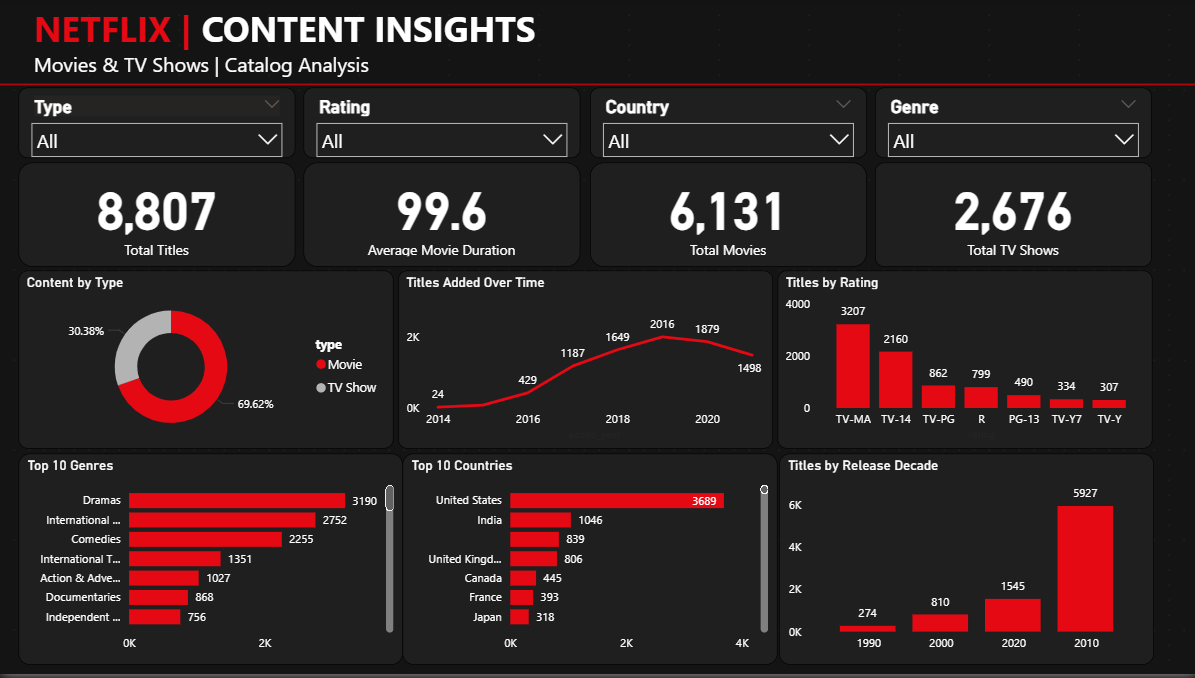 NETFLIX | CONTENT INSIGHTS
Movies & TV Shows | Catalog Analysis
Type
All
Rating
All
Country
All
Genre
All
8,807
Total Titles
99.6
Average Movie Duration
6,131
Total Movies
2,676
Total TV Shows
Content by Type
30.38%
69.62%
type
Movie
TV Show
Titles Added Over Time
2K
0K
24
429
1187
1649
2016
1879
1498
2014
2016
2018
2020
Titles by Rating
4000
2000
0
3207
2160
862
799
490
334
307
TV-MA
TV-14
TV-PG
R
PG-13
TV-Y7
TV-Y
Top 10 Genres
Dramas 3190
International ... 2752
Comedies 2255
International T... 1351
Action & Adve... 1027
Documentaries 868
Independent ... 756
0K 2K
Top 10 Countries
United States 3689
India 1046
839
United Kingd... 806
Canada 445
France 393
Japan 318
0K 2K 4K
Titles by Release Decade
6K
4K
2K
0K
274
810
1545
5927
1990
2000
2020
2010